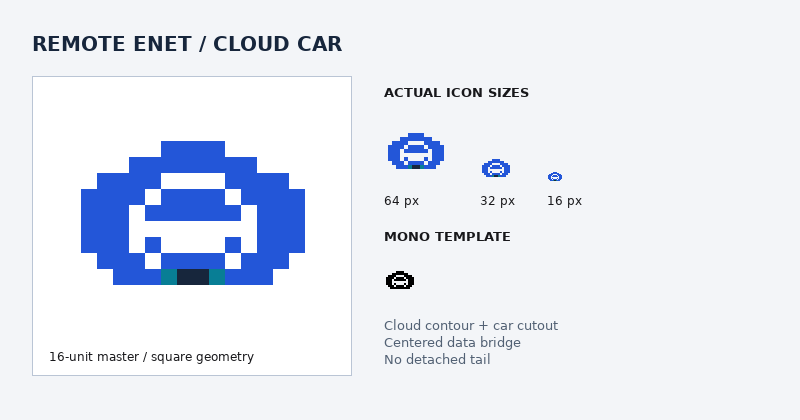 REMOTE ENET / CLOUD CAR
ACTUAL ICON SIZES
64 px
32 px
16 px
MONO TEMPLATE
Cloud contour + car cutout
Centered data bridge
No detached tail
16-unit master / square geometry